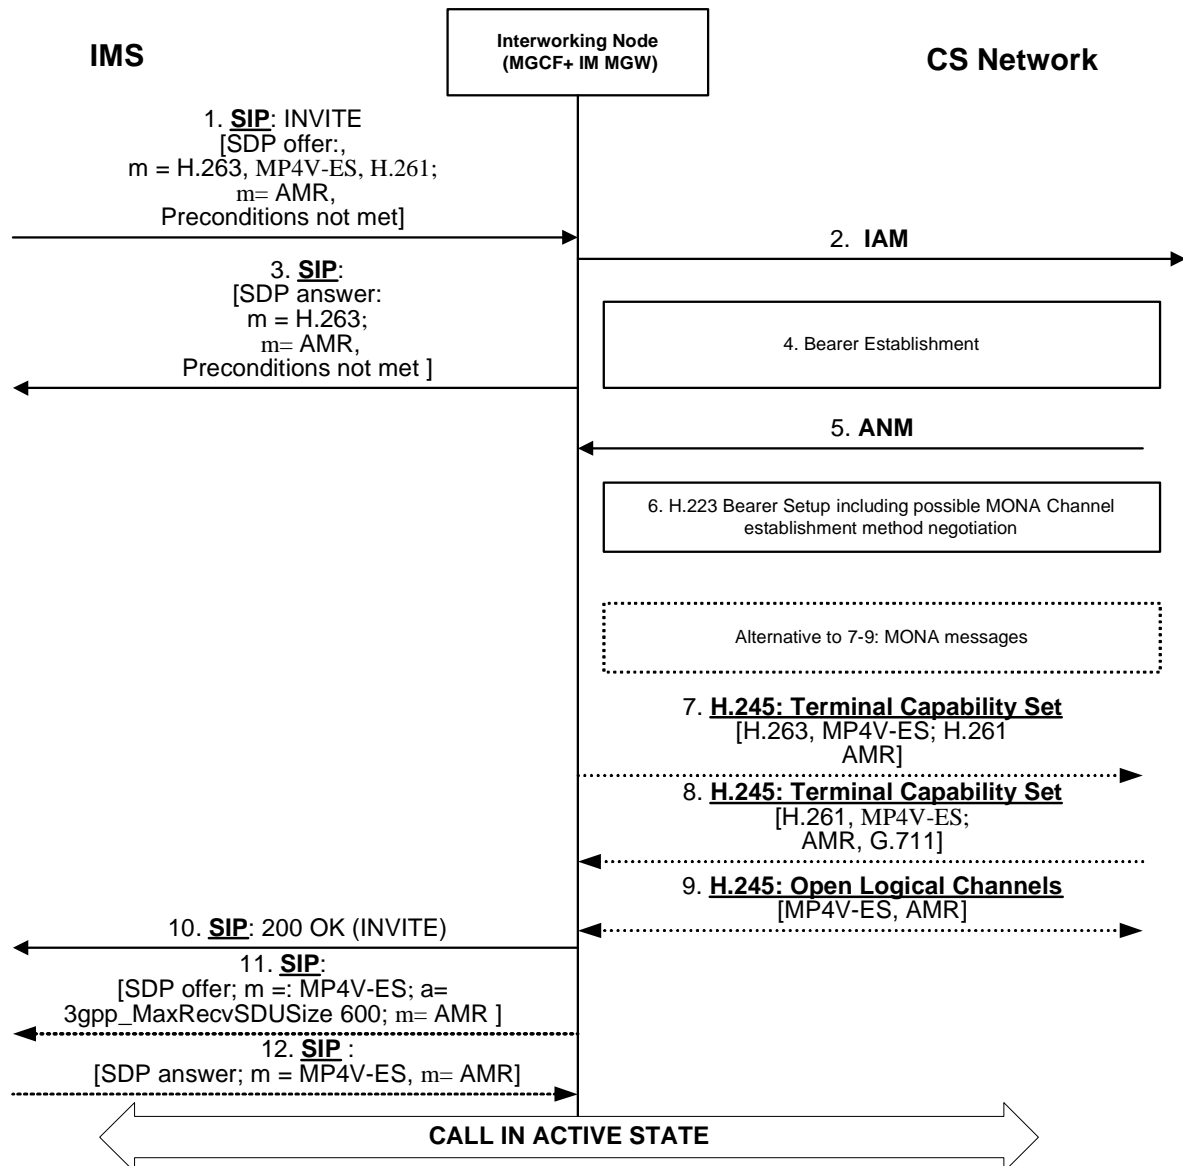 IMS
Interworking Node
(MGCF+ IM MGW)
CS Network
1. SIP: INVITE
[SDP offer:,
m = H.263, MP4V-ES, H.261;
m= AMR,
Preconditions not met]
2. IAM
3. SIP:
[SDP answer:
m = H.263;
m= AMR,
Preconditions not met ]
4. Bearer Establishment
5. ANM
6. H.223 Bearer Setup including possible MONA Channel
establishment method negotiation
Alternative to 7-9: MONA messages
7. H.245: Terminal Capability Set
[H.263, MP4V-ES; H.261
AMR]
8. H.245: Terminal Capability Set
[H.261, MP4V-ES;
AMR, G.711]
9. H.245: Open Logical Channels
[MP4V-ES, AMR]
10. SIP: 200 OK (INVITE)
11. SIP:
[SDP offer; m =: MP4V-ES; a=
3gpp_MaxRecvSDUSize 600; m= AMR ]
12. SIP :
[SDP answer; m = MP4V-ES, m= AMR]
CALL IN ACTIVE STATE